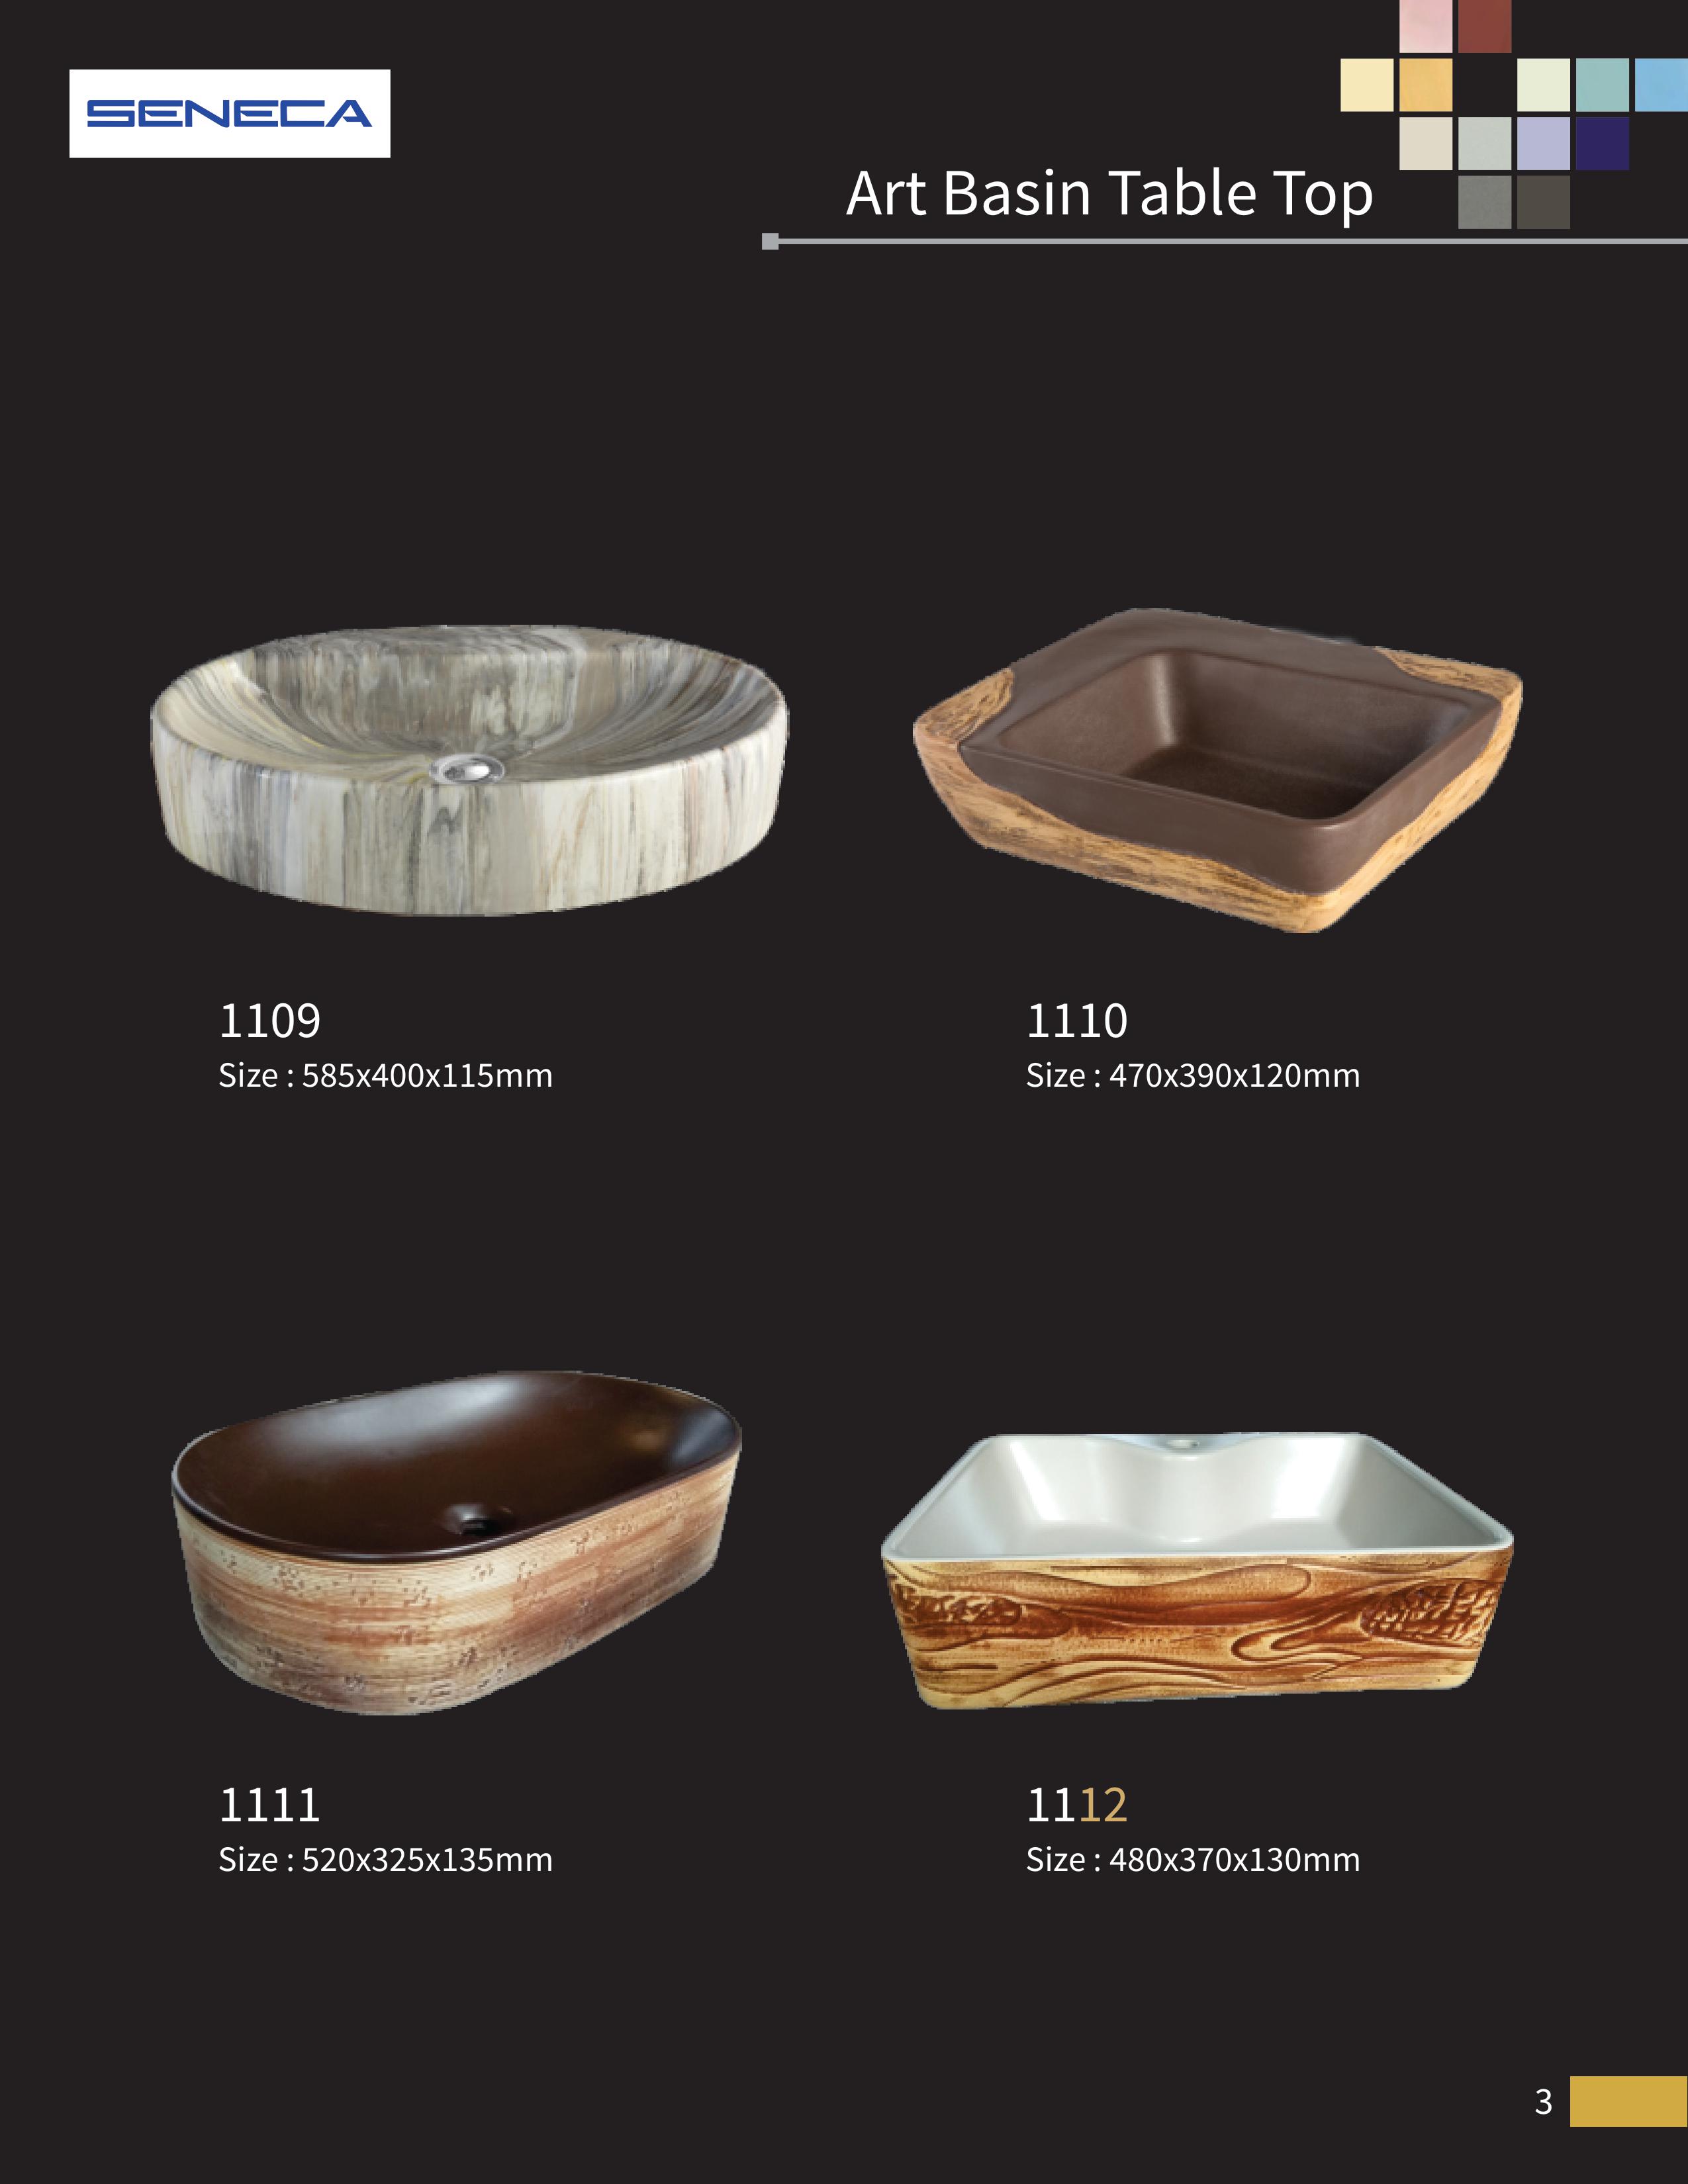 SENECA
Art Basin Table Top
1109
Size : 585x400x115mm
1110
Size : 470x390x120mm
1111
Size : 520x325x135mm
1112
Size : 480x370x130mm
3